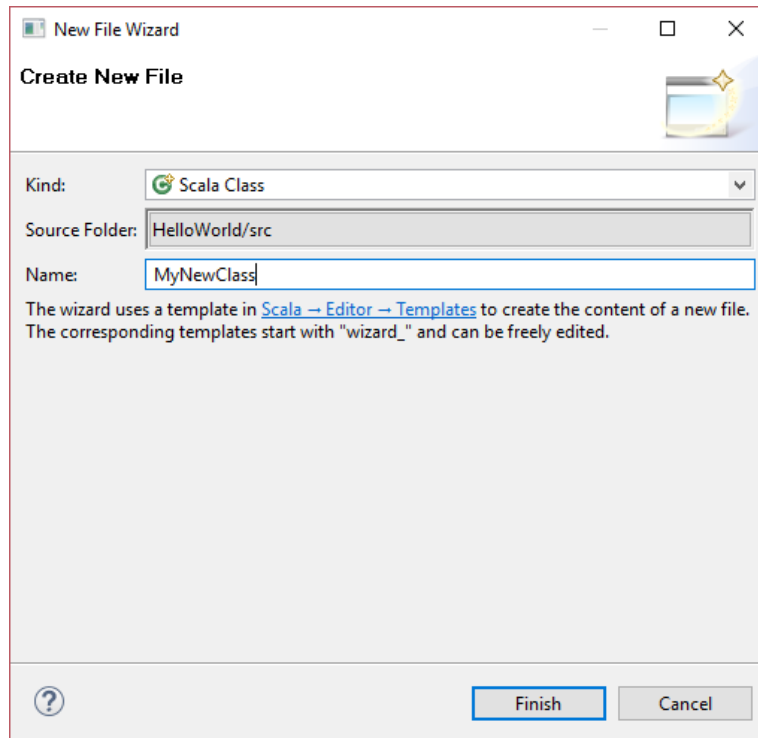 New File Wizard
Create New File
Kind: Scala Class
Source Folder: HelloWorld/src
Name: MyNewClass
The wizard uses a template in Scala → Editor → Templates to create the content of a new file.
The corresponding templates start with "wizard_" and can be freely edited.
? Finish Cancel